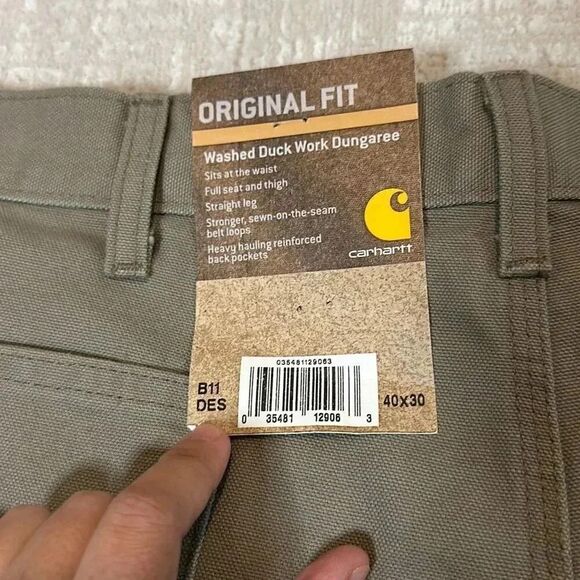 ORIGINAL FIT
Washed Duck Work Dungaree
Sits at the waist
Full seat and thigh
Straight leg
Stronger, sewn-on-the-seam
belt loops
Heavy hauling reinforced
back pockets
carhartt
035481129063
B11
DES
40x30
0 35481 12906 3